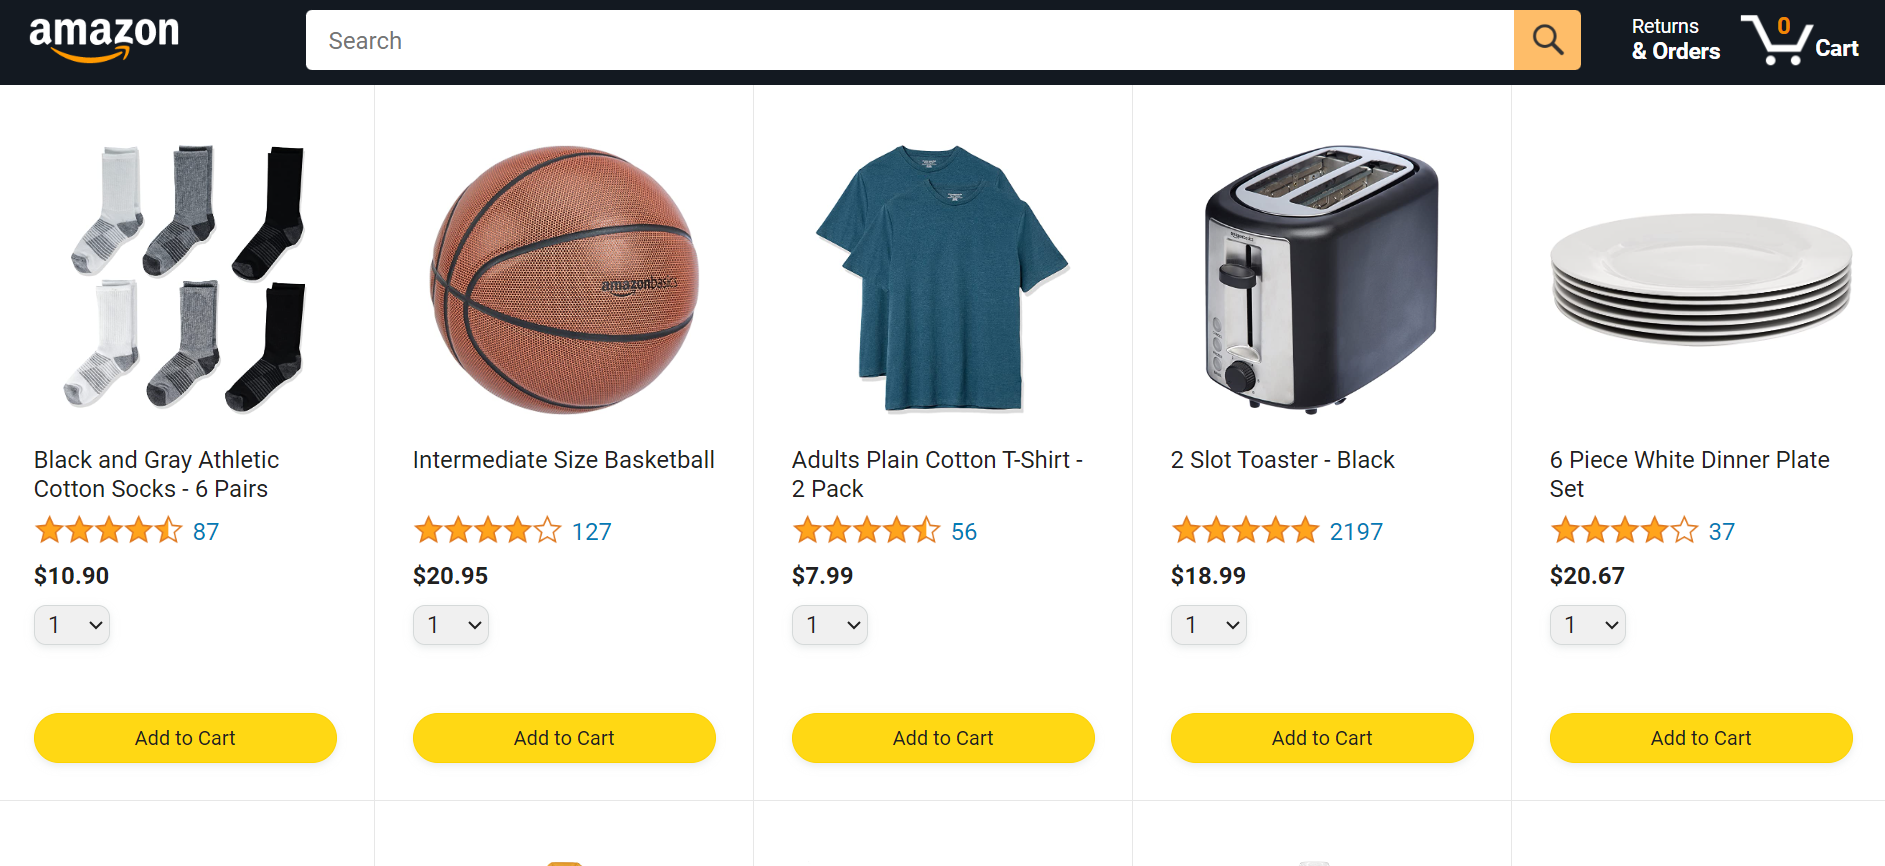 amazon
Search
Returns
& Orders
0
Cart
amazonbasics
Black and Gray Athletic
Cotton Socks - 6 Pairs
87
$10.90
1
Add to Cart
Intermediate Size Basketball
127
$20.95
1
Add to Cart
Adults Plain Cotton T-Shirt -
2 Pack
56
$7.99
1
Add to Cart
2 Slot Toaster - Black
2197
$18.99
1
Add to Cart
6 Piece White Dinner Plate
Set
37
$20.67
1
Add to Cart